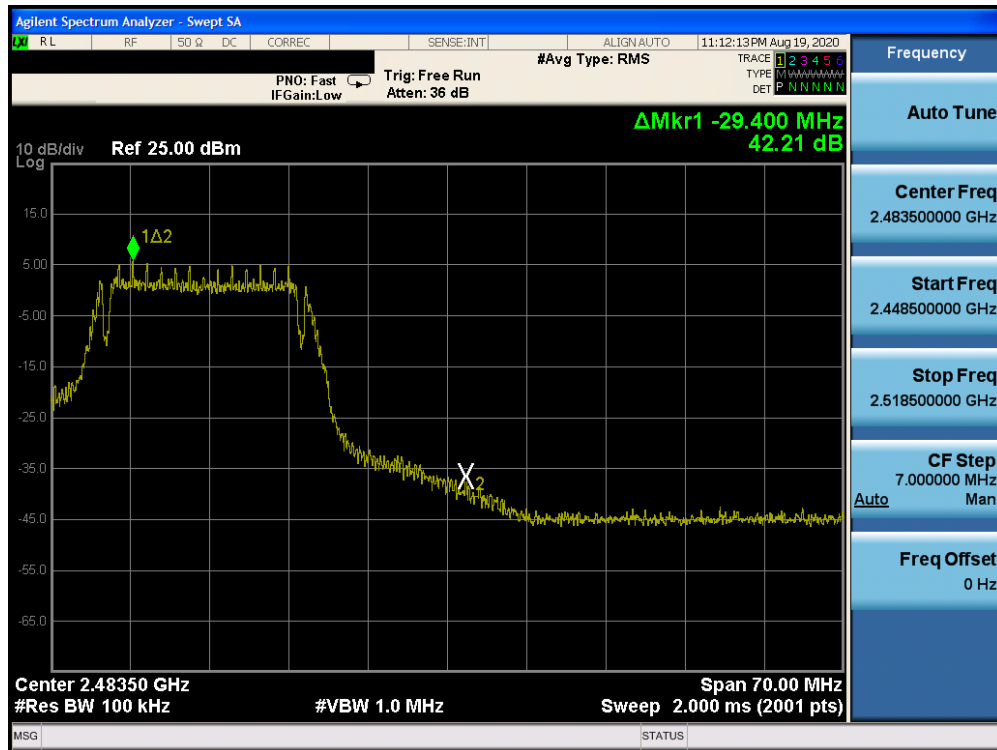 Agilent Spectrum Analyzer - Swept SA
LXI RL RF 50 Ω DC CORREC SENSE:INT ALIGN AUTO 11:12:13 PM Aug 19, 2020
PNO: Fast
IFGain:Low
Trig: Free Run
Atten: 36 dB
#Avg Type: RMS
TRACE 1 2 3 4 5 6
TYPE M WWWWW
DET P N N N N N
ΔMkr1 -29.400 MHz
42.21 dB
10 dB/div Ref 25.00 dBm
Log
15.0
5.00
-5.00
-15.0
-25.0
-35.0
-45.0
-55.0
-65.0
1Δ2
X2
Center 2.48350 GHz Span 70.00 MHz
#Res BW 100 kHz #VBW 1.0 MHz Sweep 2.000 ms (2001 pts)
MSG STATUS
Frequency
Auto Tune
Center Freq
2.483500000 GHz
Start Freq
2.448500000 GHz
Stop Freq
2.518500000 GHz
CF Step
7.000000 MHz
Auto Man
Freq Offset
0 Hz